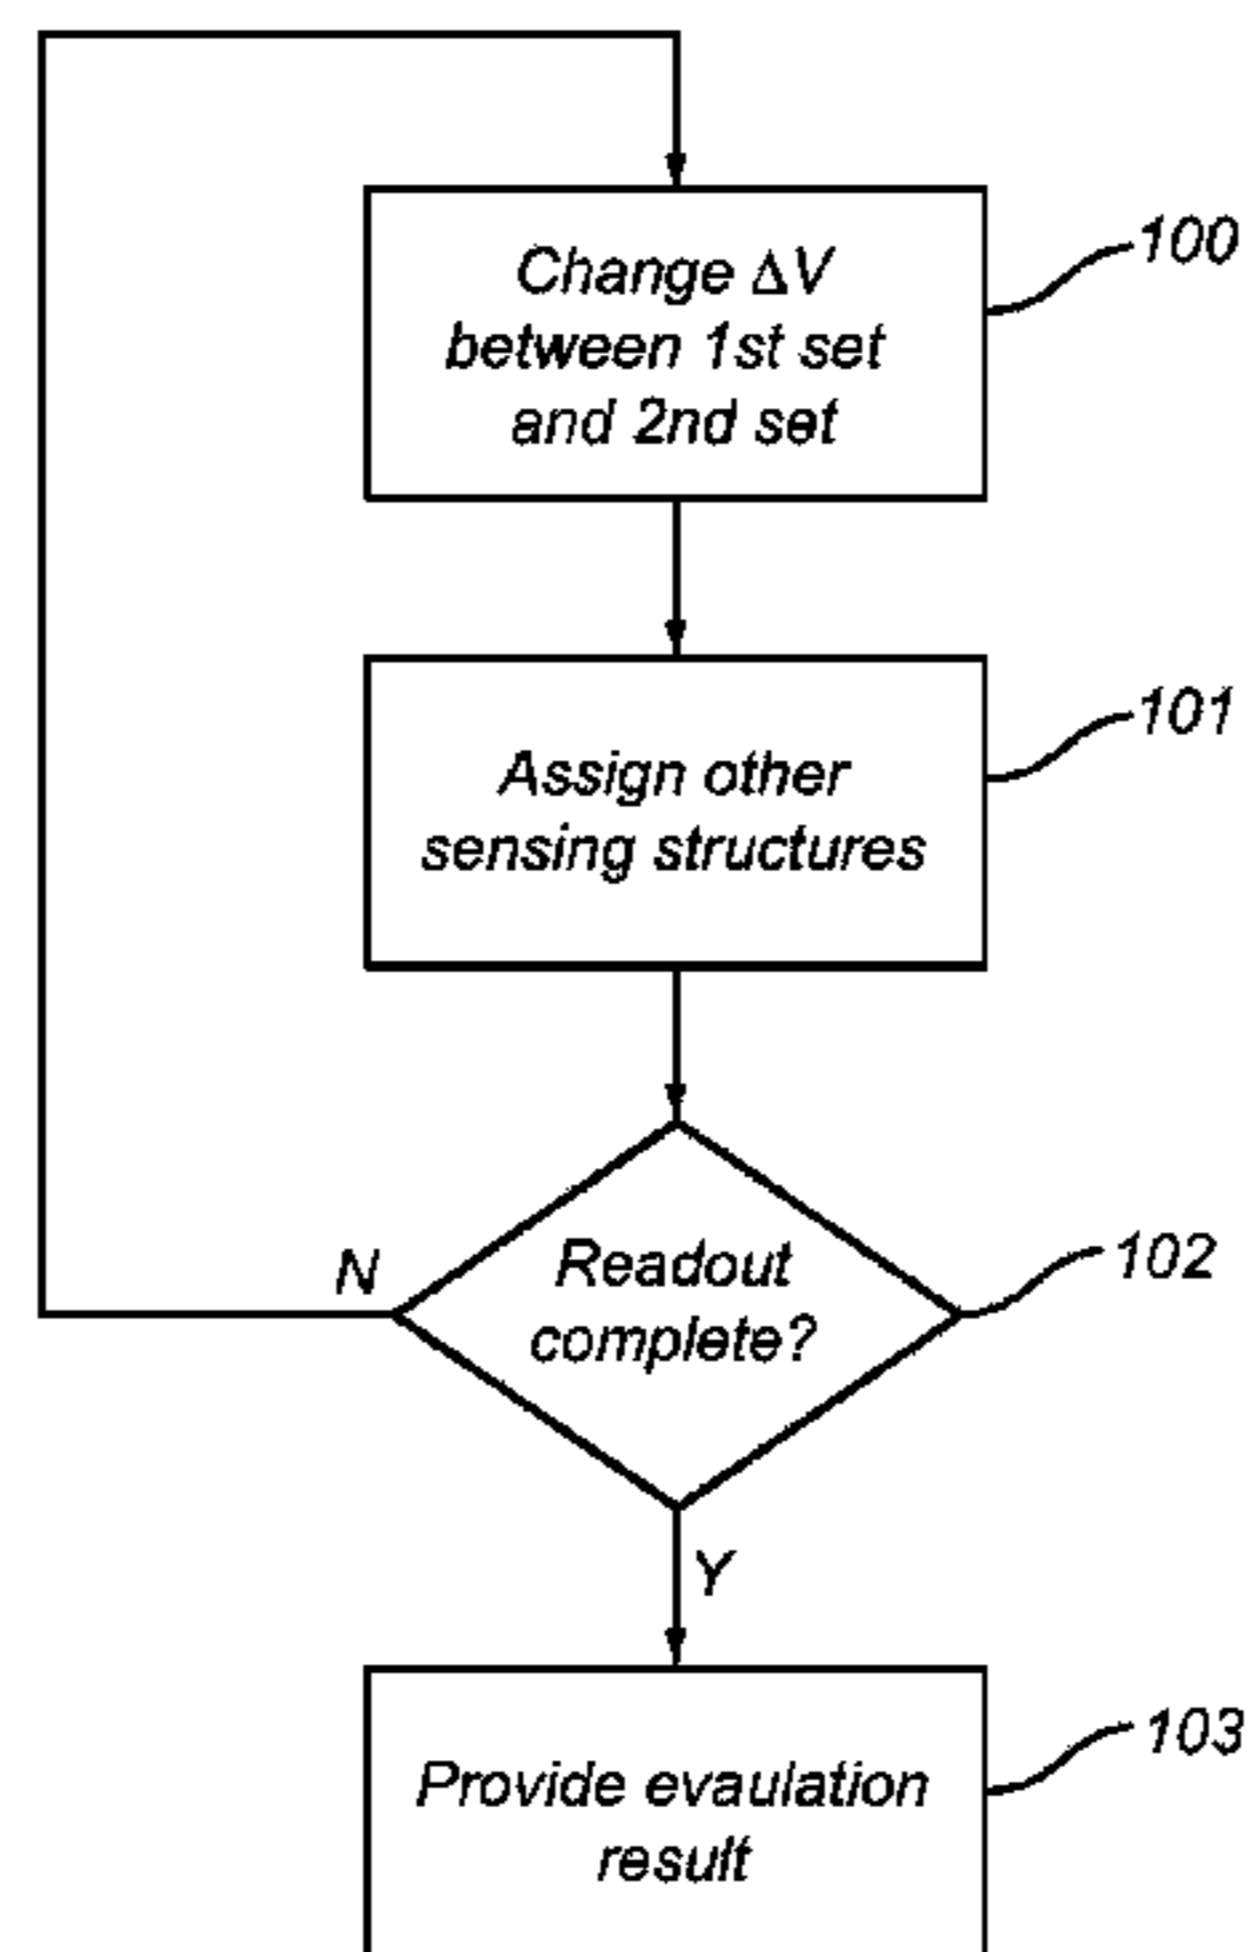 Change ΔV
between 1st set
and 2nd set
100
Assign other
sensing structures
101
Readout
complete?
102
N
Y
Provide evaulation
result
103